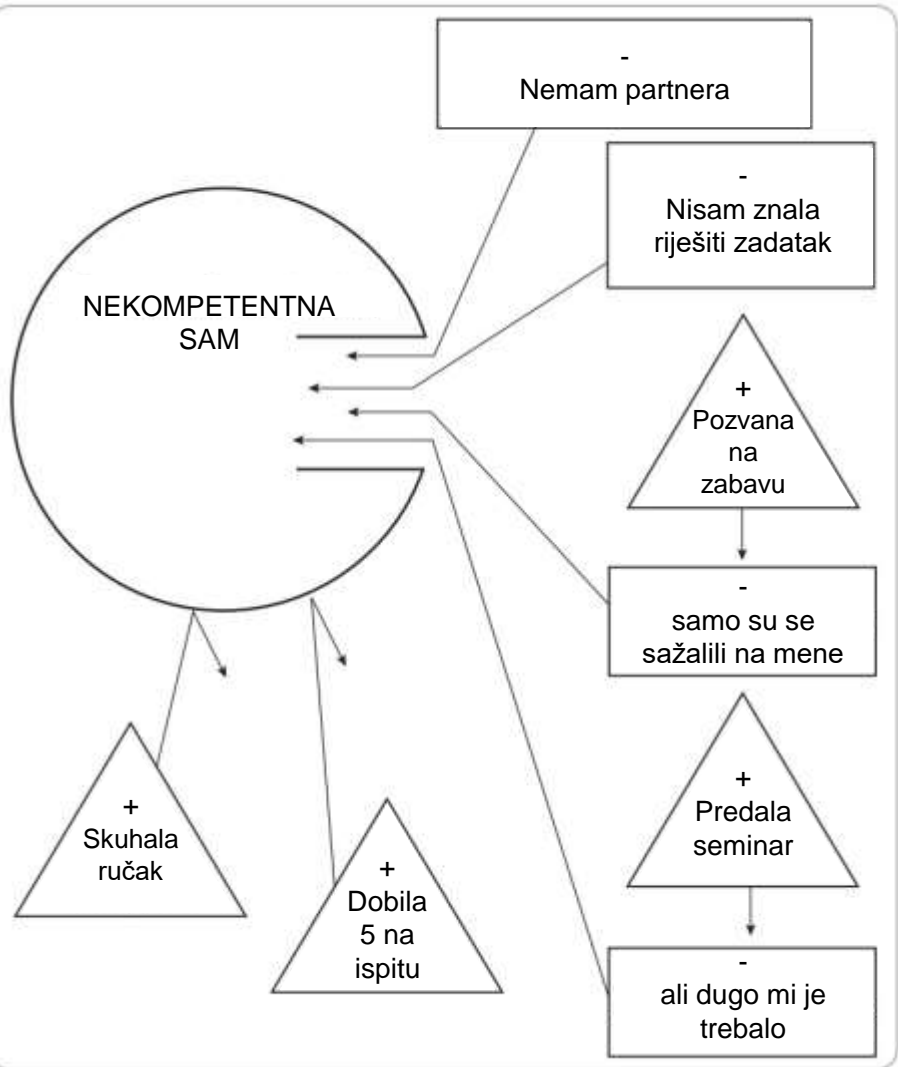 -
Nemam partnera
-
Nisam znala
riješiti zadatak
NEKOMPETENTNA
SAM
+
Pozvana
na
zabavu
-
samo su se
sažalili na mene
+
Skuhala
ručak
+
Dobila
5 na
ispitu
+
Predala
seminar
-
ali dugo mi je
trebalo